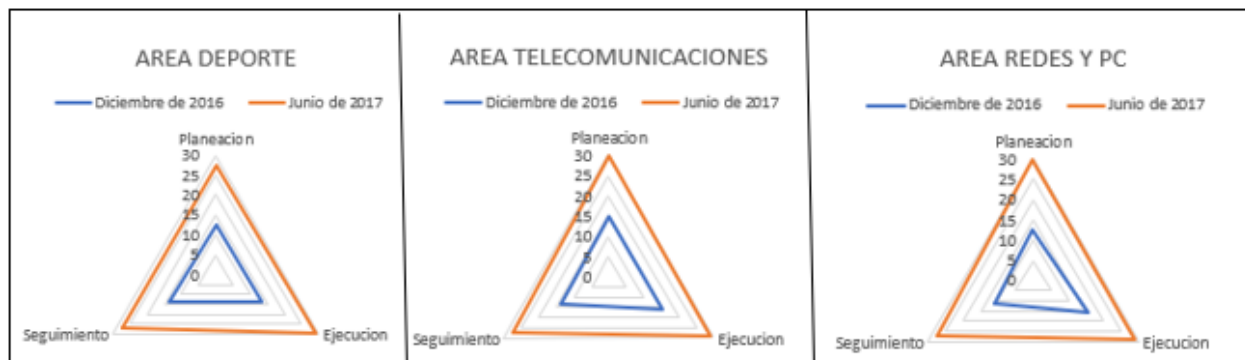 AREA DEPORTE
Diciembre de 2016 Junio de 2017
Planeacion
30
25
20
15
10
5
0
Seguimiento Ejecucion
AREA TELECOMUNICACIONES
Diciembre de 2016 Junio de 2017
Planeacion
30
25
20
15
10
5
0
Seguimiento Ejecucion
AREA REDES Y PC
Diciembre de 2016 Junio de 2017
Planeacion
30
25
20
15
10
5
0
Seguimiento Ejecucion